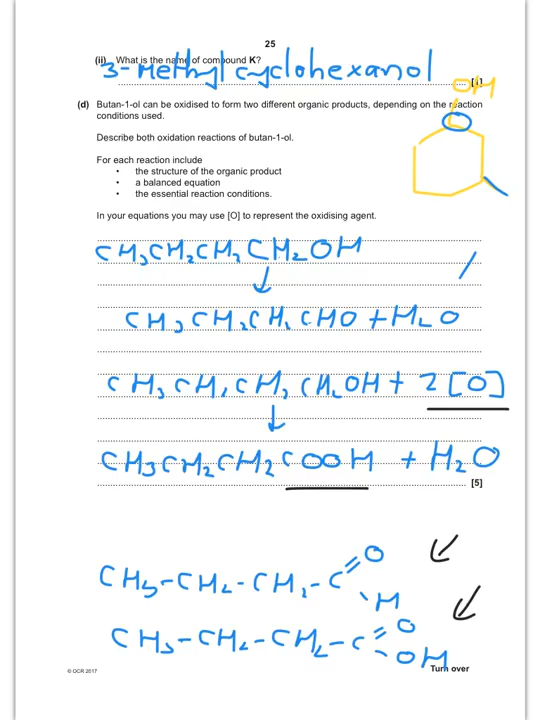 25
(ii) What is the name of compound K?
3-methyl cyclohexanol
[1]
OH
(d) Butan-1-ol can be oxidised to form two different organic products, depending on the reaction
conditions used.
Describe both oxidation reactions of butan-1-ol.
For each reaction include
• the structure of the organic product
• a balanced equation
• the essential reaction conditions.
In your equations you may use [O] to represent the oxidising agent.
CH3CH2CH2CH2OH
↓
CH3CH2CH2CHO + H2O
CH3CH2CH2CH2OH + 2[O]
↓
CH3CH2CH2COOH + H2O
[5]
CH3-CH2-CH2-C=O
H
CH3-CH2-CH2-C=O
OH
© OCR 2017
Turn over